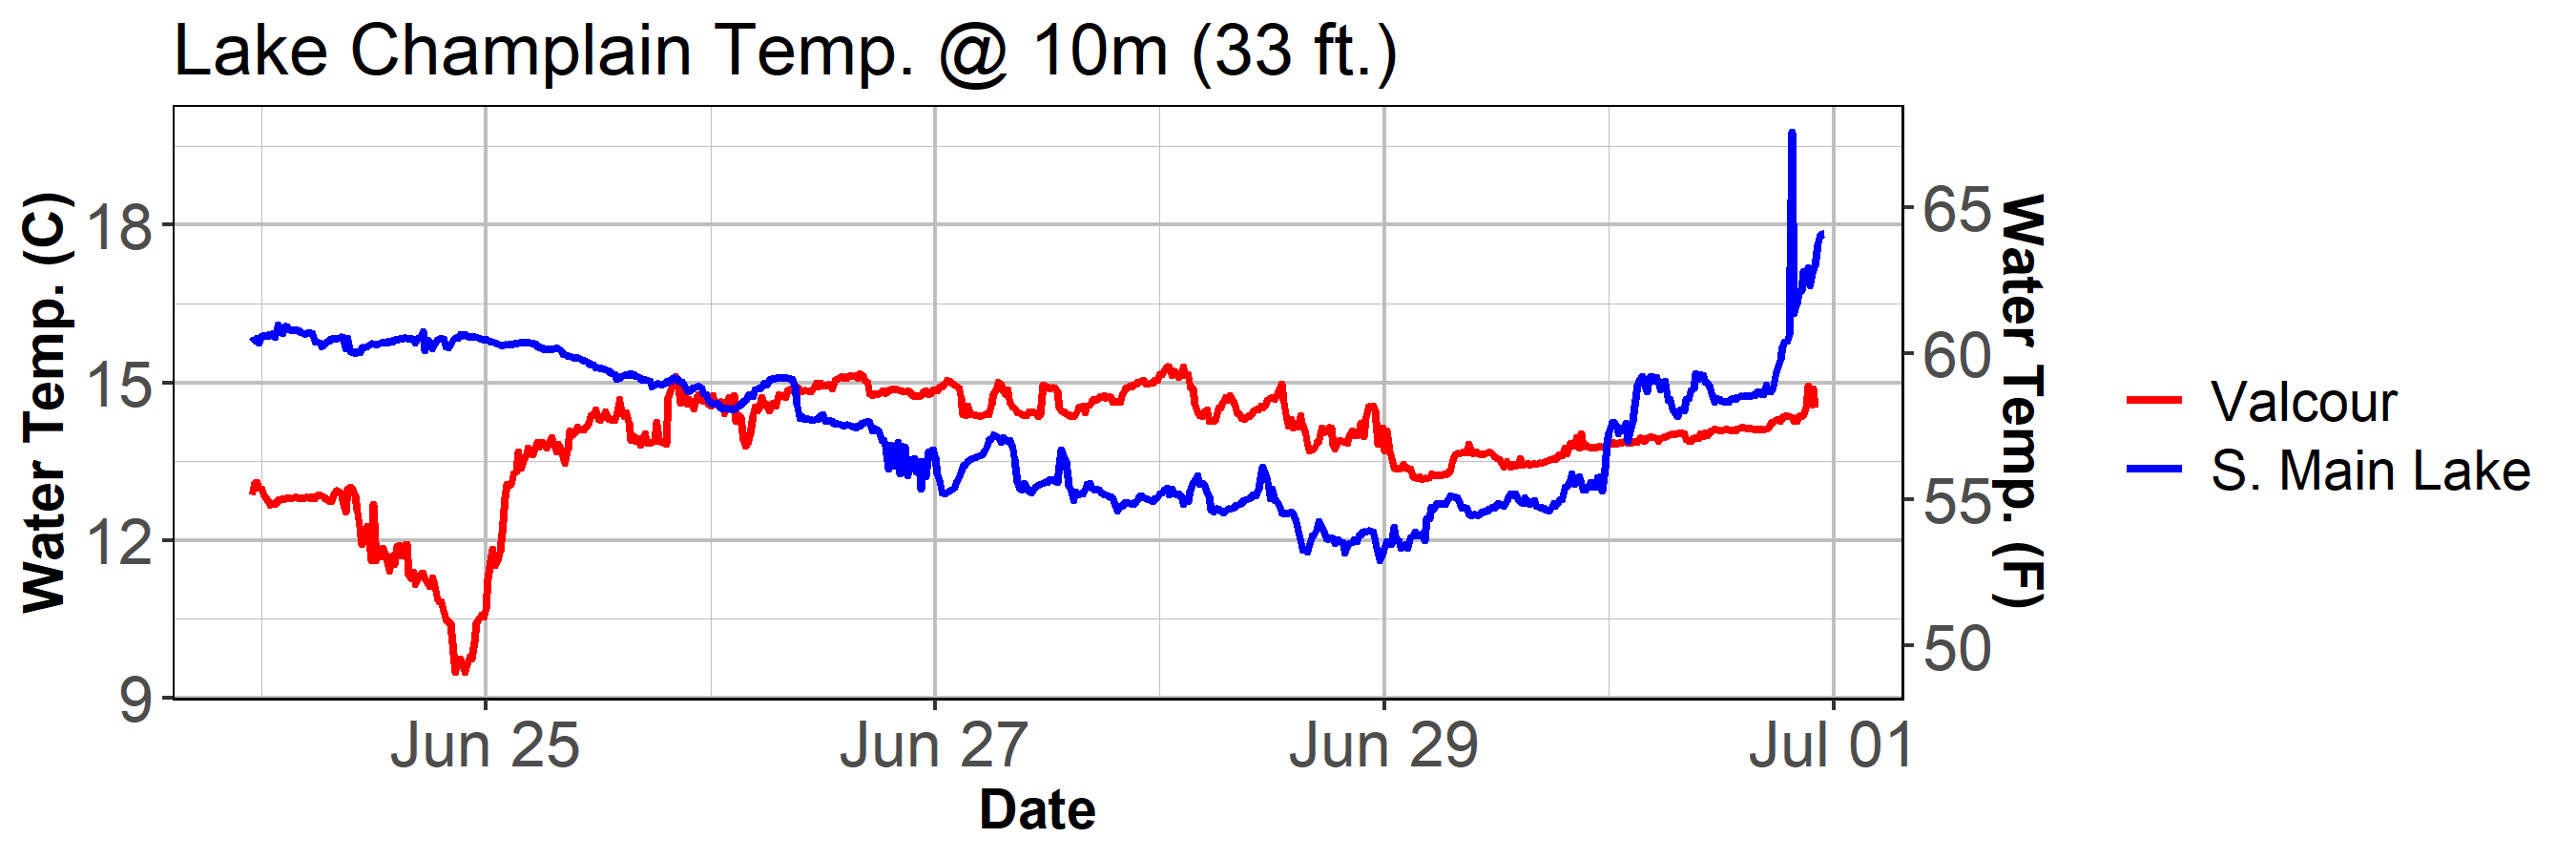 Lake Champlain Temp. @ 10m (33 ft.)
Water Temp. (C)
18
15
12
9
65
60
55
50
Water Temp. (F)
Jun 25
Jun 27
Jun 29
Jul 01
Date
Valcour
S. Main Lake